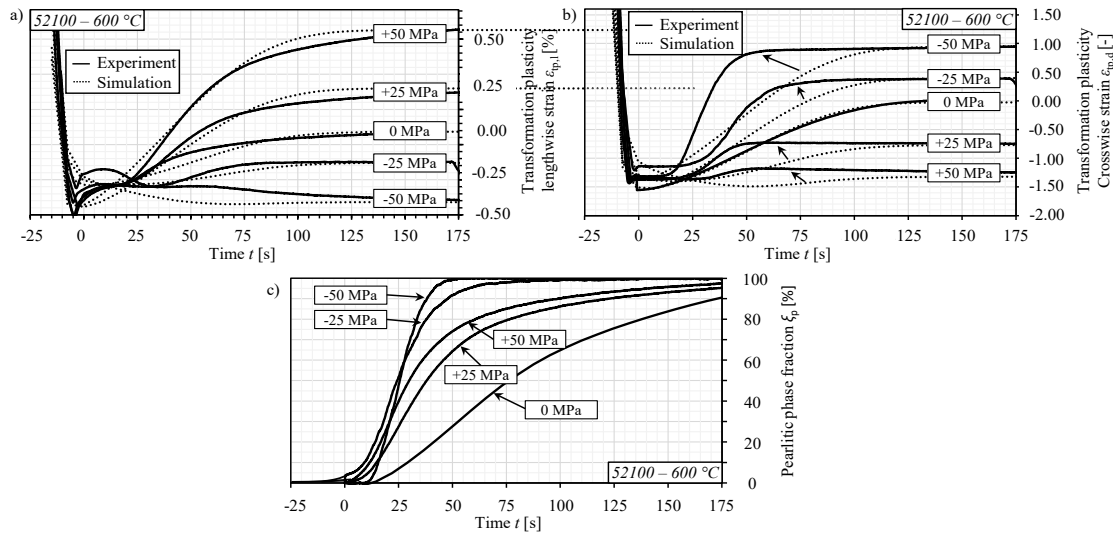 a)
52100 – 600 °C
Experiment
Simulation
+50 MPa
+25 MPa
0 MPa
-25 MPa
-50 MPa
0.50
0.25
0.00
-0.25
-0.50
Transformation plasticity
lengthwise strain εtp,l [%]
-25 0 25 50 75 100 125 150 175
Time t [s]
b)
52100 – 600 °C
Experiment
Simulation
-50 MPa
-25 MPa
0 MPa
+25 MPa
+50 MPa
1.50
1.00
0.50
0.00
-0.50
-1.00
-1.50
-2.00
Transformation plasticity
Crosswise strain εtp,d [-]
-25 0 25 50 75 100 125 150 175
Time t [s]
c)
-50 MPa
-25 MPa
+50 MPa
+25 MPa
0 MPa
52100 – 600 °C
100
80
60
40
20
0
Pearlitic phase fraction ξp [%]
-25 0 25 50 75 100 125 150 175
Time t [s]